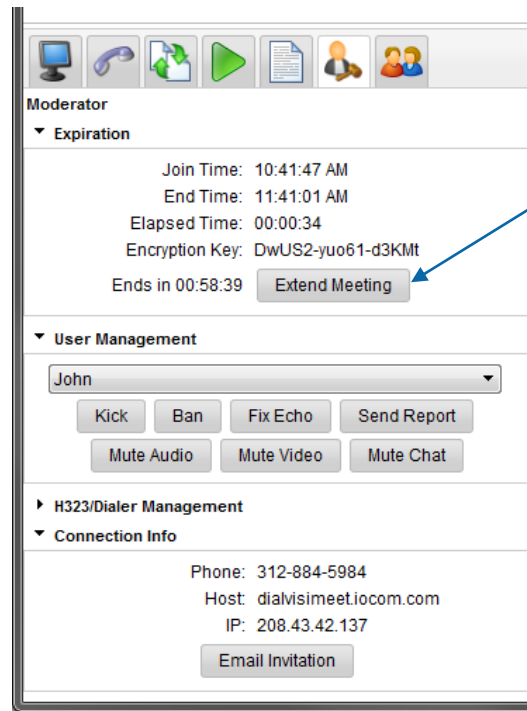 Moderator
Expiration
Join Time: 10:41:47 AM
End Time: 11:41:01 AM
Elapsed Time: 00:00:34
Encryption Key: DwUS2-yuo61-d3KMt
Ends in 00:58:39 Extend Meeting
User Management
John
Kick Ban Fix Echo Send Report
Mute Audio Mute Video Mute Chat
H323/Dialer Management
Connection Info
Phone: 312-884-5984
Host: dialvisimeet.iocom.com
IP: 208.43.42.137
Email Invitation